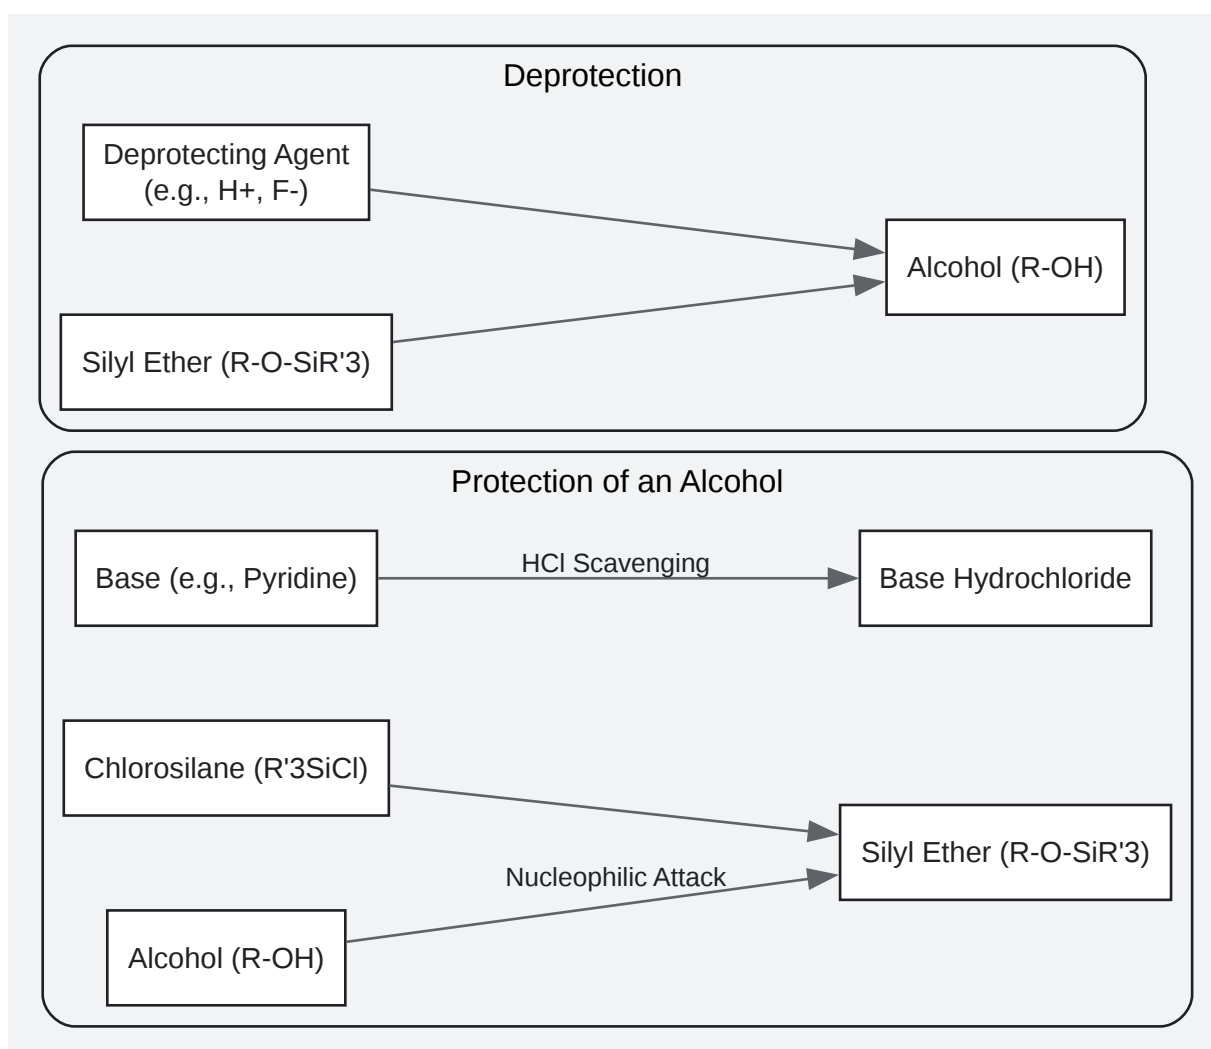 Deprotection
Deprotecting Agent
(e.g., H+, F-)
Alcohol (R-OH)
Silyl Ether (R-O-SiR'3)
Protection of an Alcohol
Base (e.g., Pyridine)
HCl Scavenging
Base Hydrochloride
Chlorosilane (R'3SiCl)
Silyl Ether (R-O-SiR'3)
Nucleophilic Attack
Alcohol (R-OH)